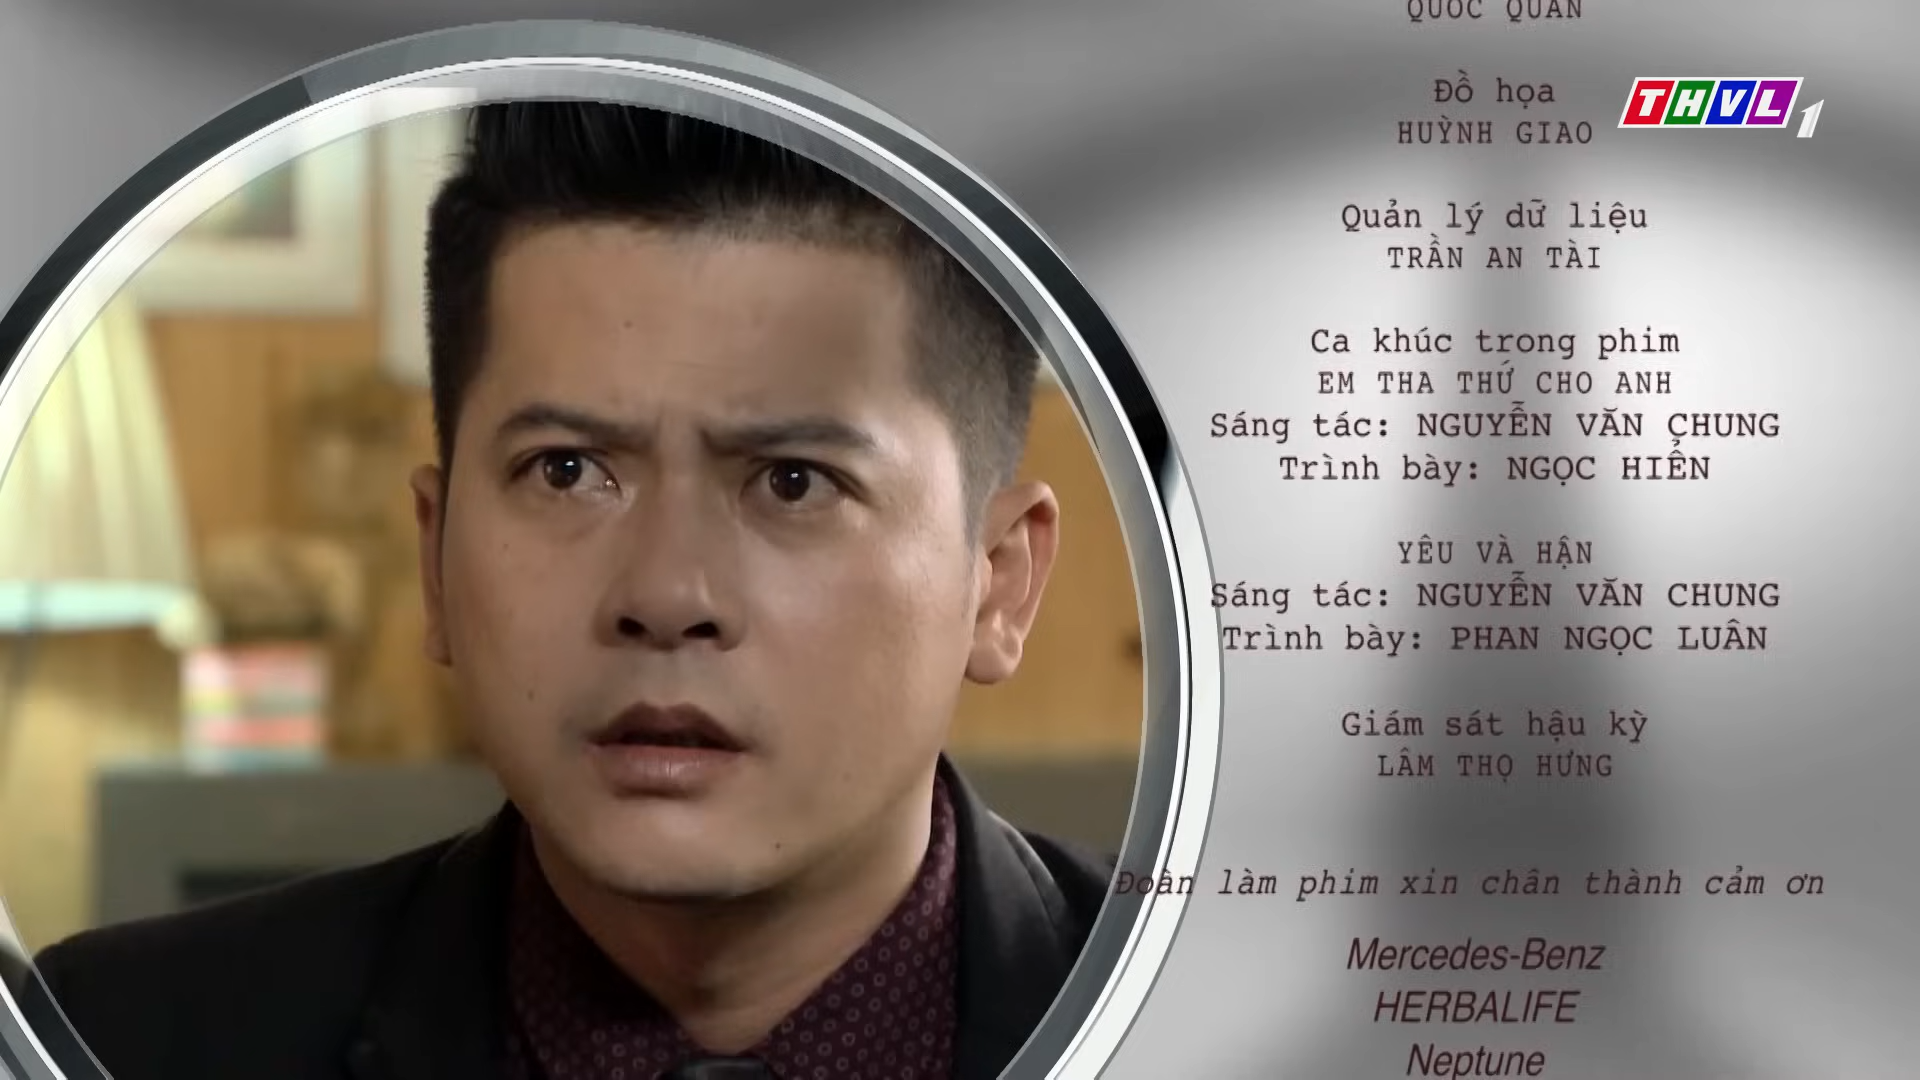 QUỐC QUÂN
Đồ họa
HUỲNH GIAO
THVL1
Quản lý dữ liệu
TRẦN AN TÀI
Ca khúc trong phim
EM THA THỨ CHO ANH
Sáng tác: NGUYỄN VĂN CHUNG
Trình bày: NGỌC HIỂN
YÊU VÀ HẬN
Sáng tác: NGUYỄN VĂN CHUNG
Trình bày: PHAN NGỌC LUÂN
Giám sát hậu kỳ
LÂM THỌ HƯNG
Đoàn làm phim xin chân thành cảm ơn
Mercedes-Benz
HERBALIFE
Neptune